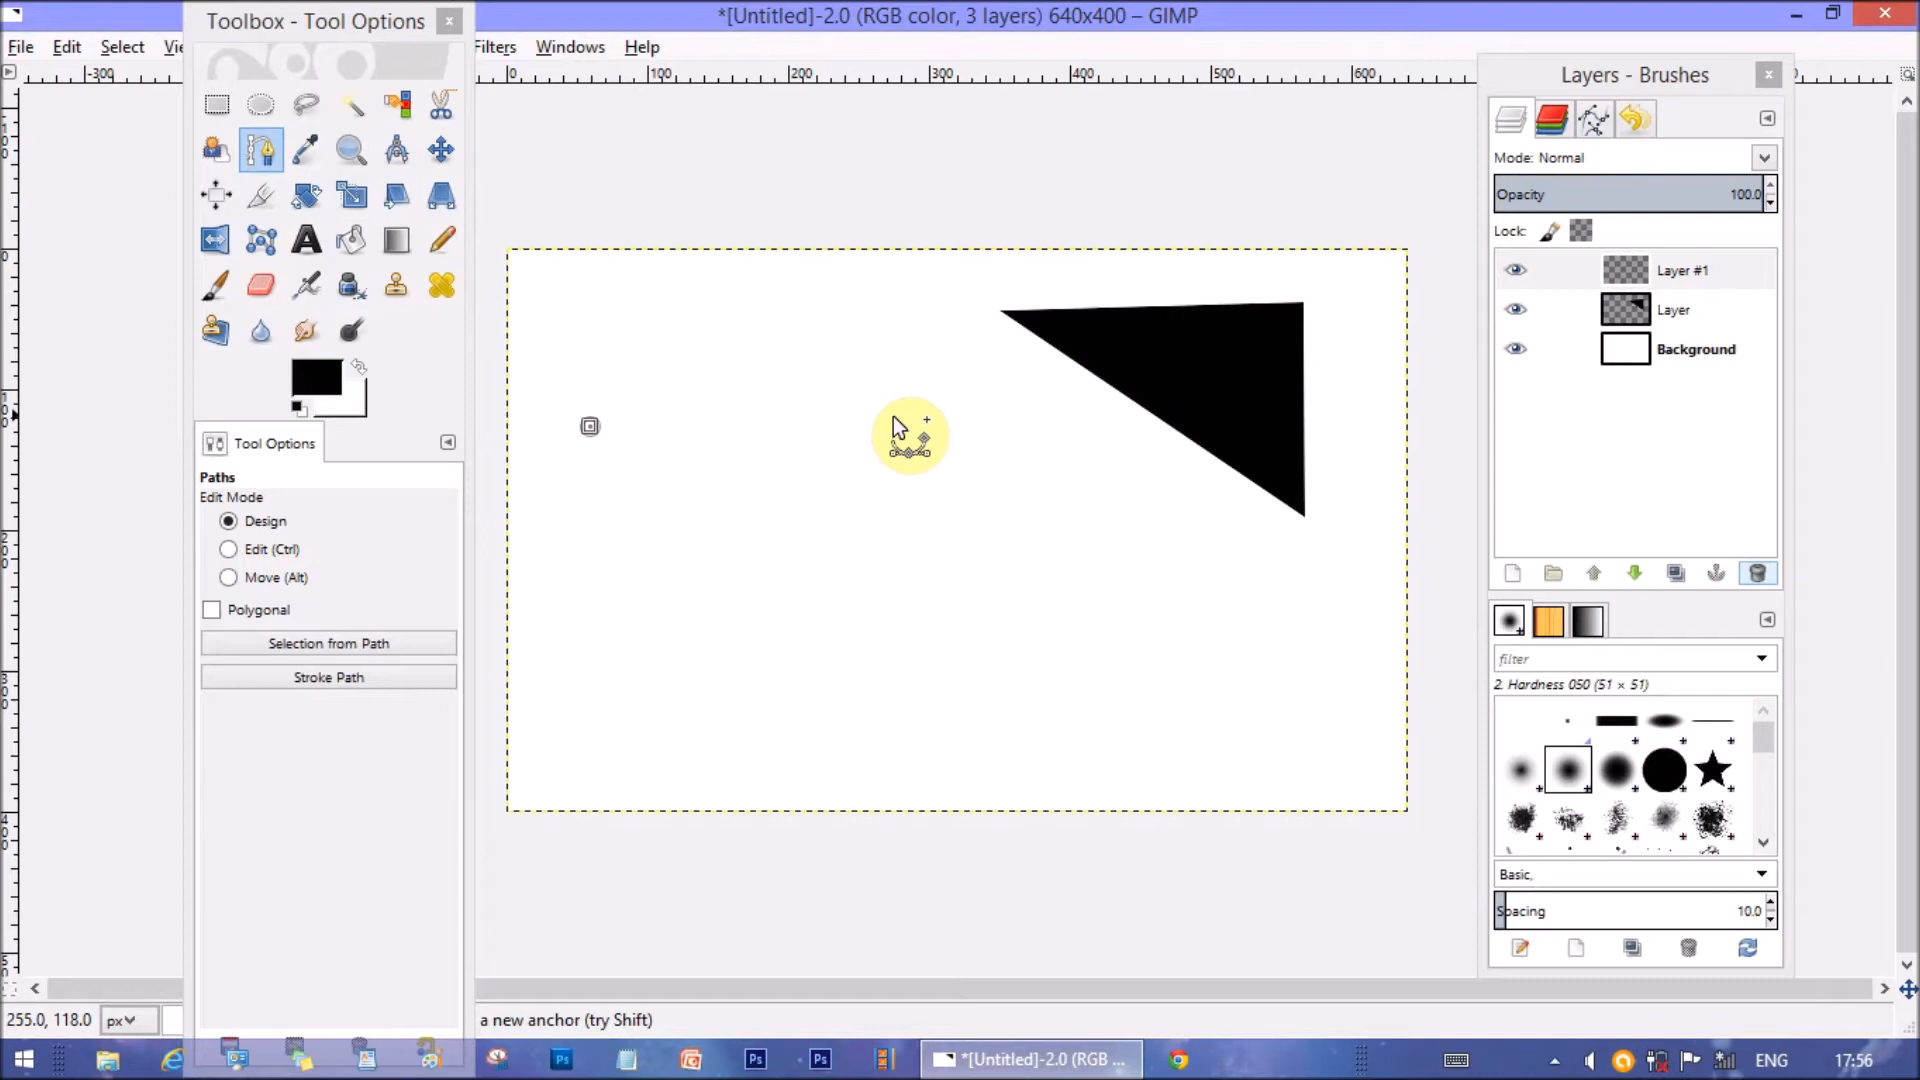 Toolbox - Tool Options
*[Untitled]-2.0 (RGB color, 3 layers) 640x400 – GIMP
File Edit Select Filters Windows Help
-300 0 100 200 300 400 500 600
Layers - Brushes
Mode: Normal
Opacity 100.0
Lock:
Layer #1
Layer
Background
Tool Options
Paths
Edit Mode
Design
Edit (Ctrl)
Move (Alt)
Polygonal
Selection from Path
Stroke Path
filter
2. Hardness 050 (51 × 51)
Basic,
Spacing 10.0
255.0, 118.0 px a new anchor (try Shift)
Ps Ps Ps *[Untitled]-2.0 (RGB ... ENG 17:56